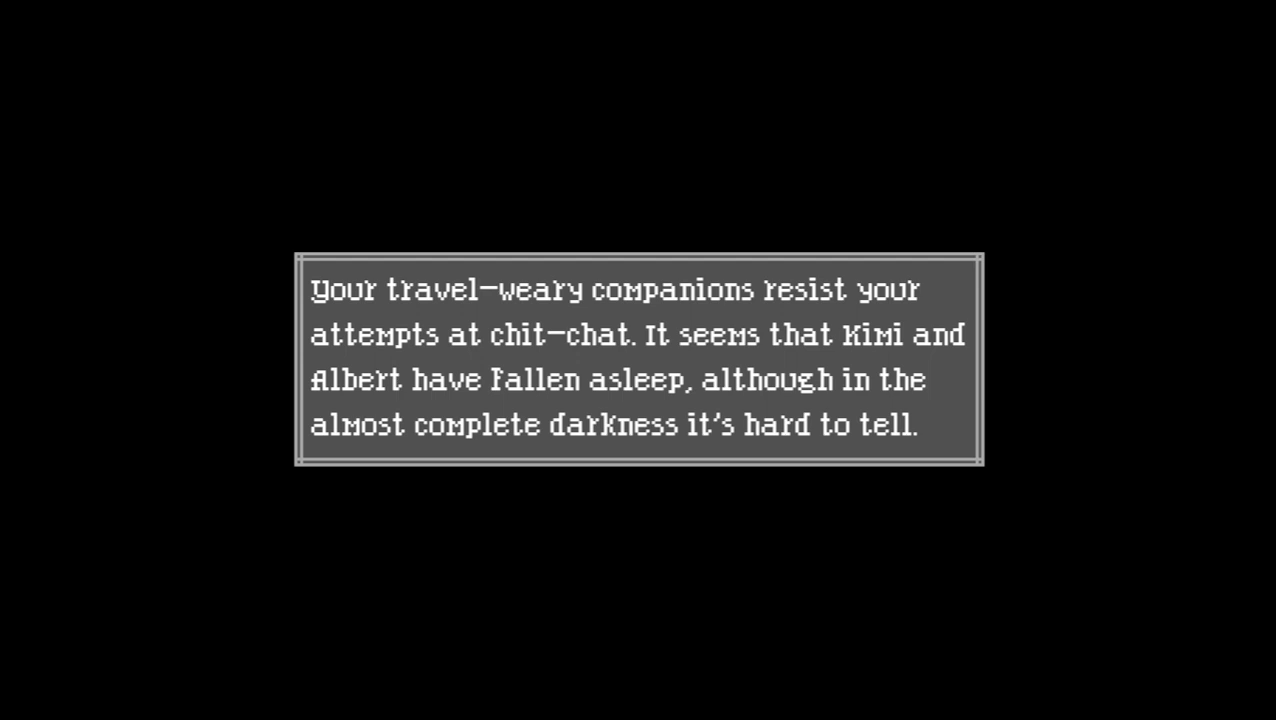 Your travel-weary companions resist your
attempts at chit-chat. It seems that Kimi and
Albert have fallen asleep, although in the
almost complete darkness it's hard to tell.